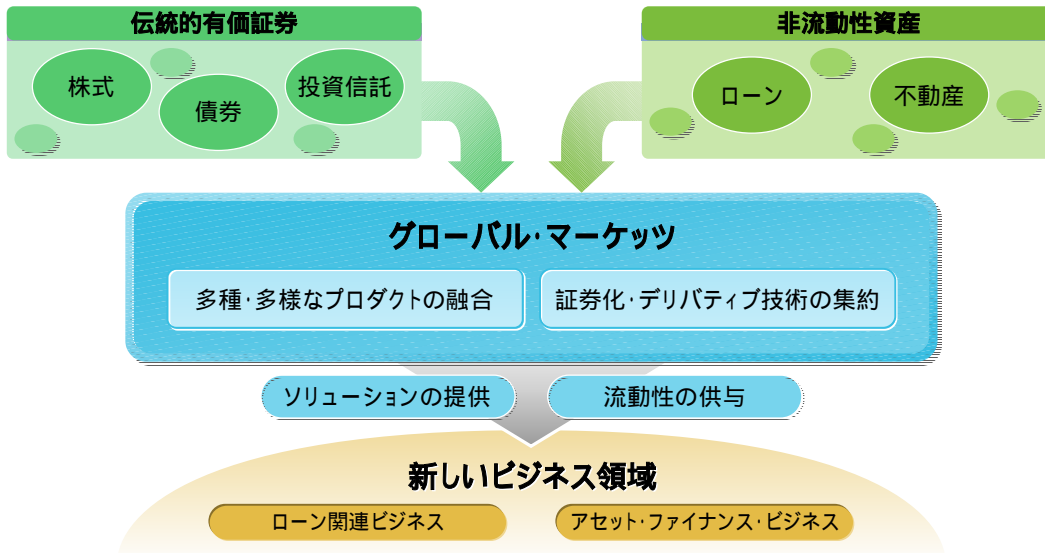 伝統的有価証券
非流動性資産
株式
債券
投資信託
ローン
不動産
グローバル・マーケッツ
多種・多様なプロダクトの融合
証券化・デリバティブ技術の集約
ソリューションの提供
流動性の供与
新しいビジネス領域
ローン関連ビジネス
アセット・ファイナンス・ビジネス